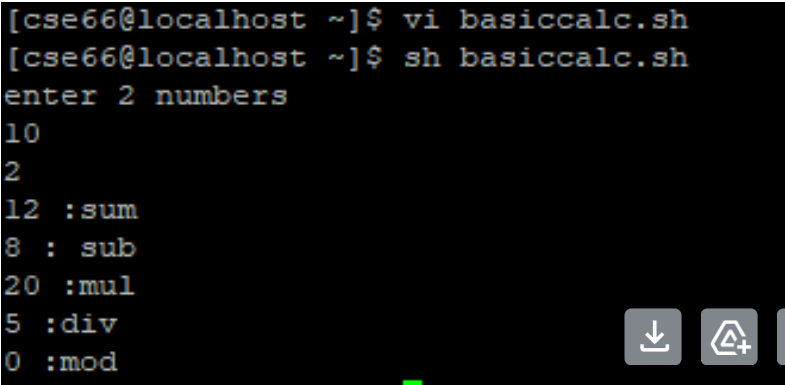 [cse66@localhost ~]$ vi basiccalc.sh
[cse66@localhost ~]$ sh basiccalc.sh
enter 2 numbers
10
2
12 :sum
8 : sub
20 :mul
5 :div
0 :mod